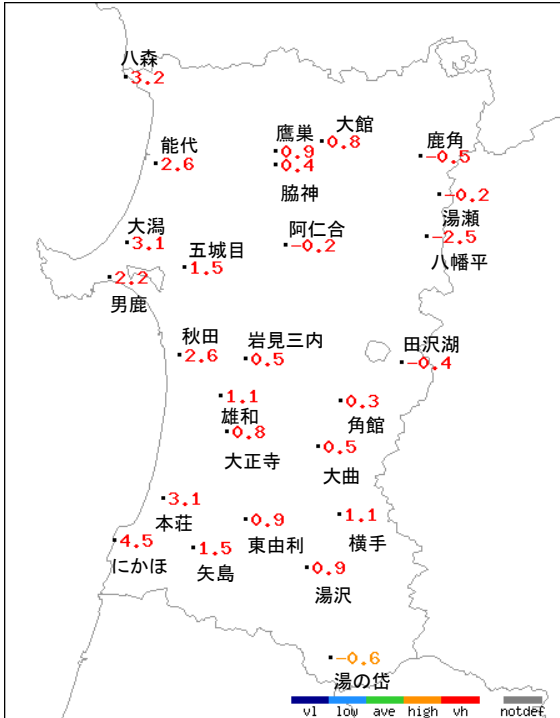 八森
3.2
大館
0.8
鷹巣
0.9
0.4
脇神
能代
2.6
鹿角
-0.5
-0.2
湯瀬
-2.5
八幡平
大潟
3.1
五城目
1.5
阿仁合
-0.2
2.2
男鹿
秋田
2.6
岩見三内
0.5
田沢湖
-0.4
1.1
雄和
0.8
大正寺
0.3
角館
0.5
大曲
3.1
本荘
0.9
東由利
1.1
横手
4.5
にかほ
1.5
矢島
0.9
湯沢
-0.6
湯の岱
vl low ave high vh notdef